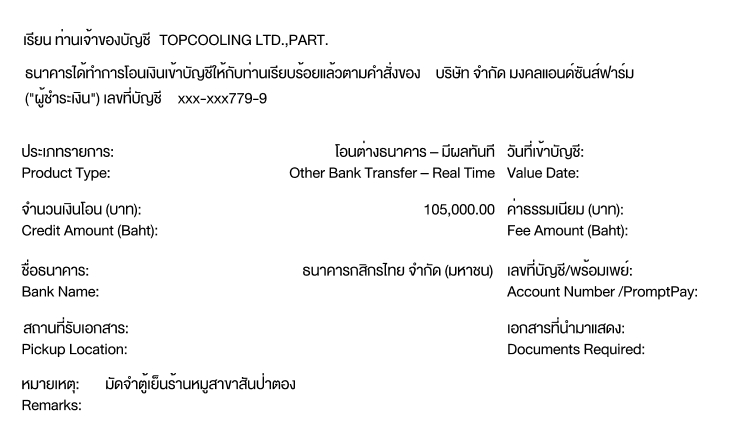 เรียน ท่านเจ้าของบัญชี TOPCOOLING LTD.,PART.
ธนาคารได้ทำการโอนเงินเข้าบัญชีให้กับท่านเรียบร้อยแล้วตามคำสั่งของ บริษัท จำกัด มงคลแอนด์ซันส์ฟาร์ม
("ผู้ชำระเงิน") เลขที่บัญชี xxx-xxx779-9
ประเภทรายการ: โอนต่างธนาคาร – มีผลทันที วันที่เข้าบัญชี:
Product Type: Other Bank Transfer – Real Time Value Date:
จำนวนเงินโอน (บาท): 105,000.00 ค่าธรรมเนียม (บาท):
Credit Amount (Baht): Fee Amount (Baht):
ชื่อธนาคาร: ธนาคารกสิกรไทย จำกัด (มหาชน) เลขที่บัญชี/พร้อมเพย์:
Bank Name: Account Number /PromptPay:
สถานที่รับเอกสาร: เอกสารที่นำมาแสดง:
Pickup Location: Documents Required:
หมายเหตุ: มัดจำตู้เย็นร้านหมูสาขาสันป่าตอง
Remarks: